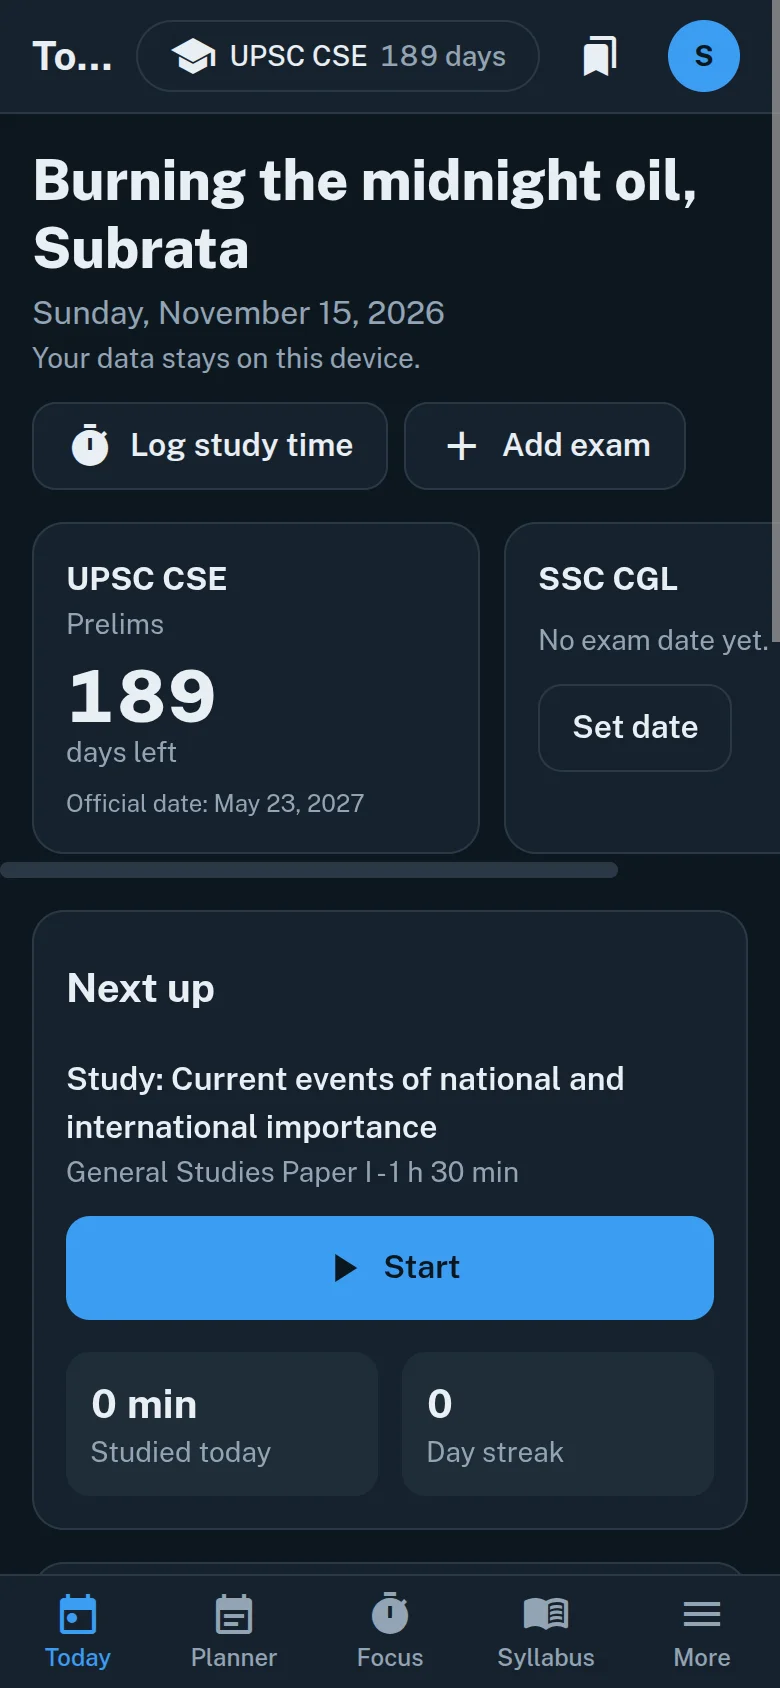 To...
UPSC CSE 189 days
S
Burning the midnight oil,
Subrata
Sunday, November 15, 2026
Your data stays on this device.
Log study time
Add exam
UPSC CSE
Prelims
189
days left
Official date: May 23, 2027
SSC CGL
No exam date yet.
Set date
Next up
Study: Current events of national and
international importance
General Studies Paper I - 1 h 30 min
Start
0 min
Studied today
0
Day streak
Today
Planner
Focus
Syllabus
More